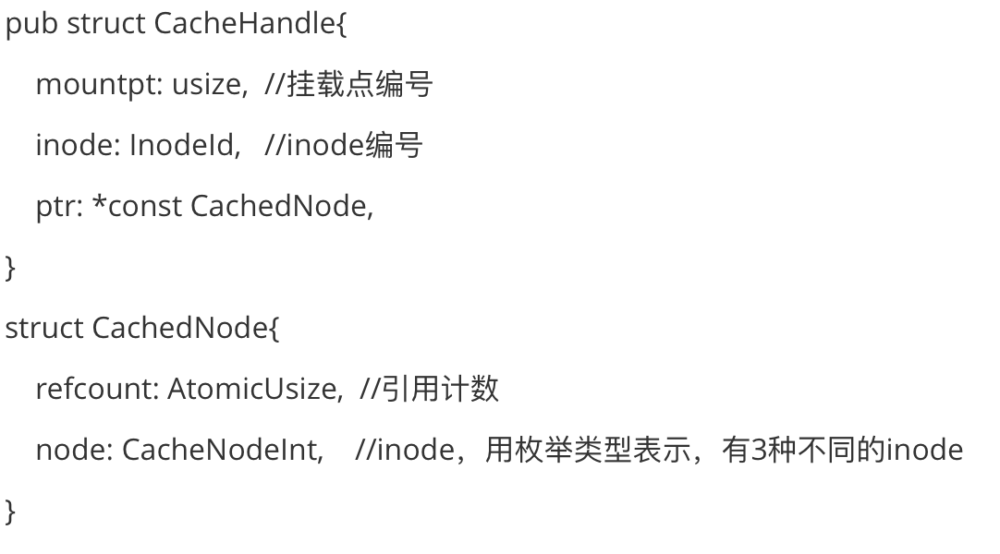 pub struct CacheHandle{
    mountpt: usize,  //挂载点编号
    inode: InodeId,   //inode编号
    ptr: *const CachedNode,
}
struct CachedNode{
    refcount: AtomicUsize,  //引用计数
    node: CacheNodeInt,    //inode，用枚举类型表示，有3种不同的inode
}